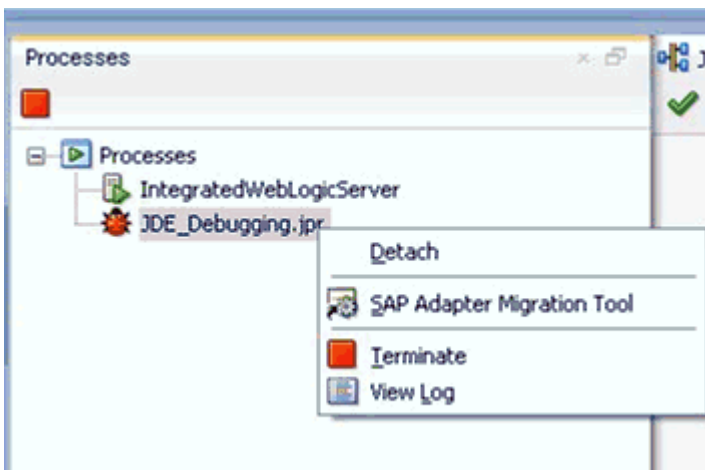 Processes
J
Processes
IntegratedWebLogicServer
JDE_Debugging.jpr
Detach
SAP Adapter Migration Tool
Terminate
View Log